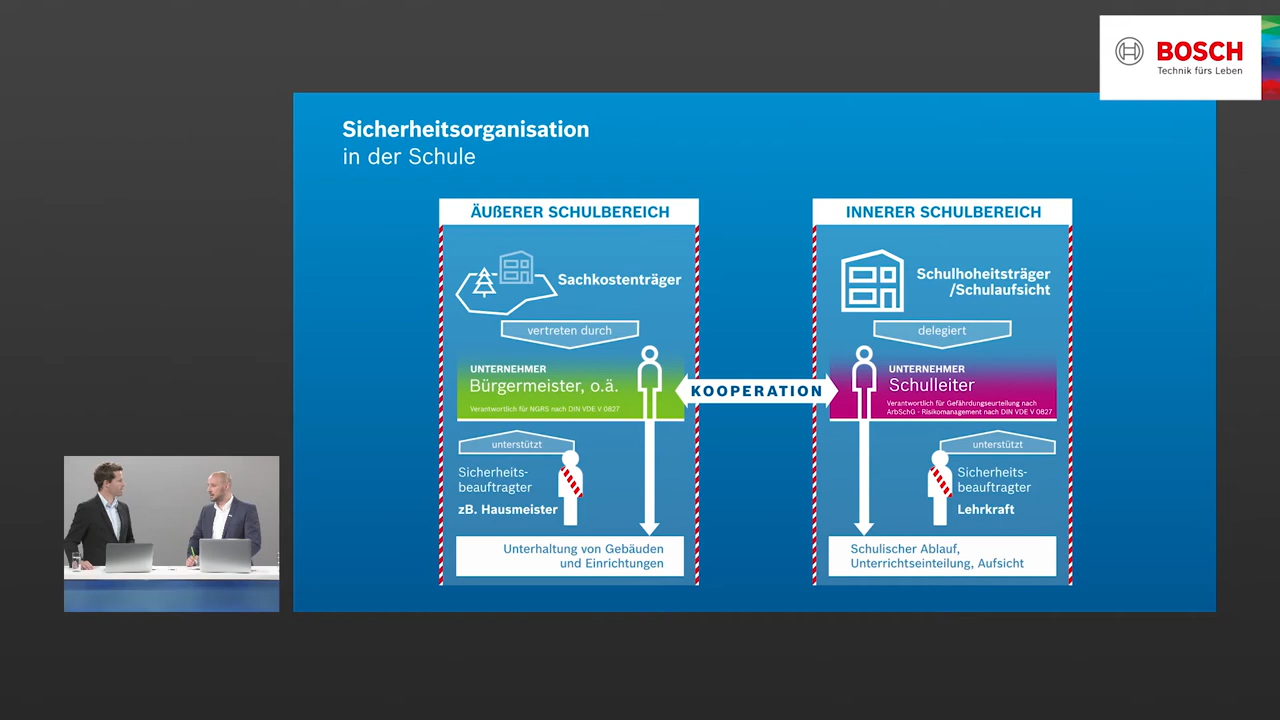 BOSCH
Technik fürs Leben
Sicherheitsorganisation
in der Schule
ÄUßERER SCHULBEREICH
Sachkostenträger
vertreten durch
UNTERNEHMER
Bürgermeister, o.ä.
Verantwortlich für NGRS nach DIN VDE V 0827
unterstützt
Sicherheits-
beauftragter
zB. Hausmeister
Unterhaltung von Gebäuden
und Einrichtungen
KOOPERATION
INNERER SCHULBEREICH
Schulhoheitsträger
/Schulaufsicht
delegiert
UNTERNEHMER
Schulleiter
Verantwortlich für Gefährdungseurteilung nach
ArbSchG - Risikomanagement nach DIN VDE V 0827
unterstützt
Sicherheits-
beauftragter
Lehrkraft
Schulischer Ablauf,
Unterrichtseinteilung, Aufsicht